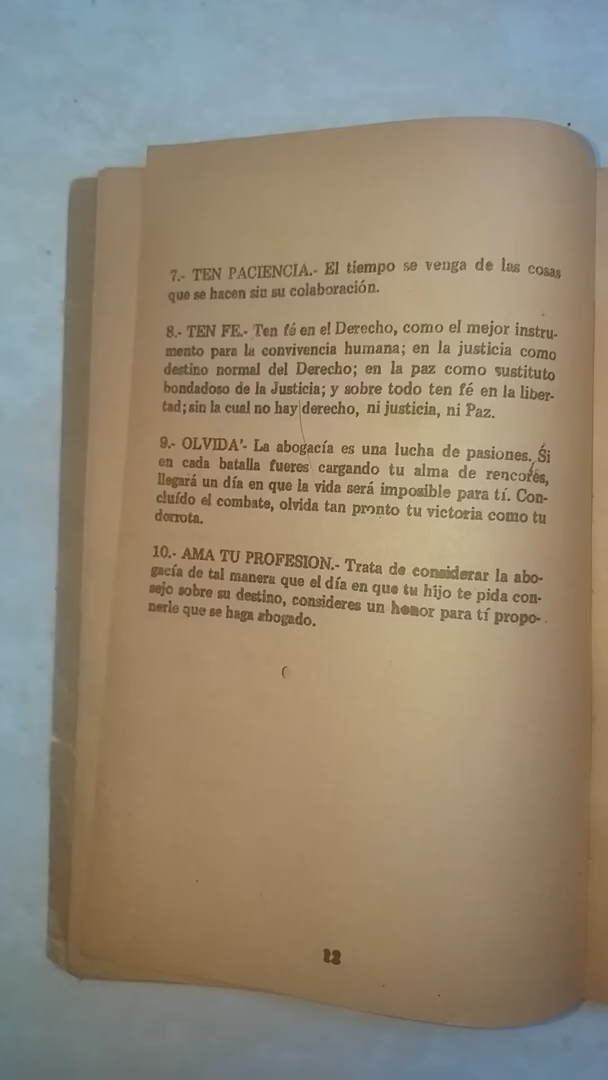 7.- TEN PACIENCIA.- El tiempo se venga de las cosas
que se hacen sin su colaboración.
8.- TEN FE.- Ten fé en el Derecho, como el mejor instru-
mento para la convivencia humana; en la justicia como
destino normal del Derecho; en la paz como sustituto
bondadoso de la Justicia; y sobre todo ten fé en la liber-
tad; sin la cual no hay derecho, ni justicia, ni Paz.
9.- OLVIDA'- La abogacía es una lucha de pasiones. Si
en cada batalla fueres cargando tu alma de rencores,
llegará un día en que la vida será imposible para tí. Con-
cluído el combate, olvida tan pronto tu victoria como tu
derrota.
10.- AMA TU PROFESION.- Trata de considerar la abo-
gacía de tal manera que el día en que tu hijo te pida con-
sejo sobre su destino, consideres un honor para tí propo-
nerle que se haga abogado.
12